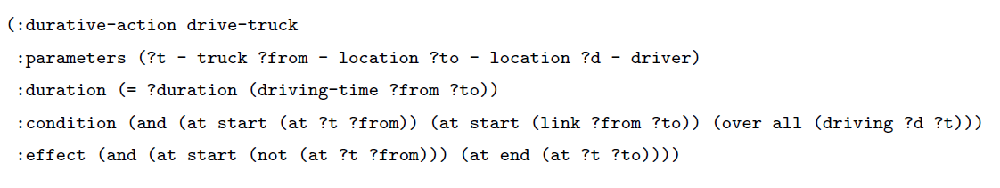 (:durative-action drive-truck
:parameters (?t - truck ?from - location ?to - location ?d - driver)
:duration (= ?duration (driving-time ?from ?to))
:condition (and (at start (at ?t ?from)) (at start (link ?from ?to)) (over all (driving ?d ?t)))
:effect (and (at start (not (at ?t ?from))) (at end (at ?t ?to))))